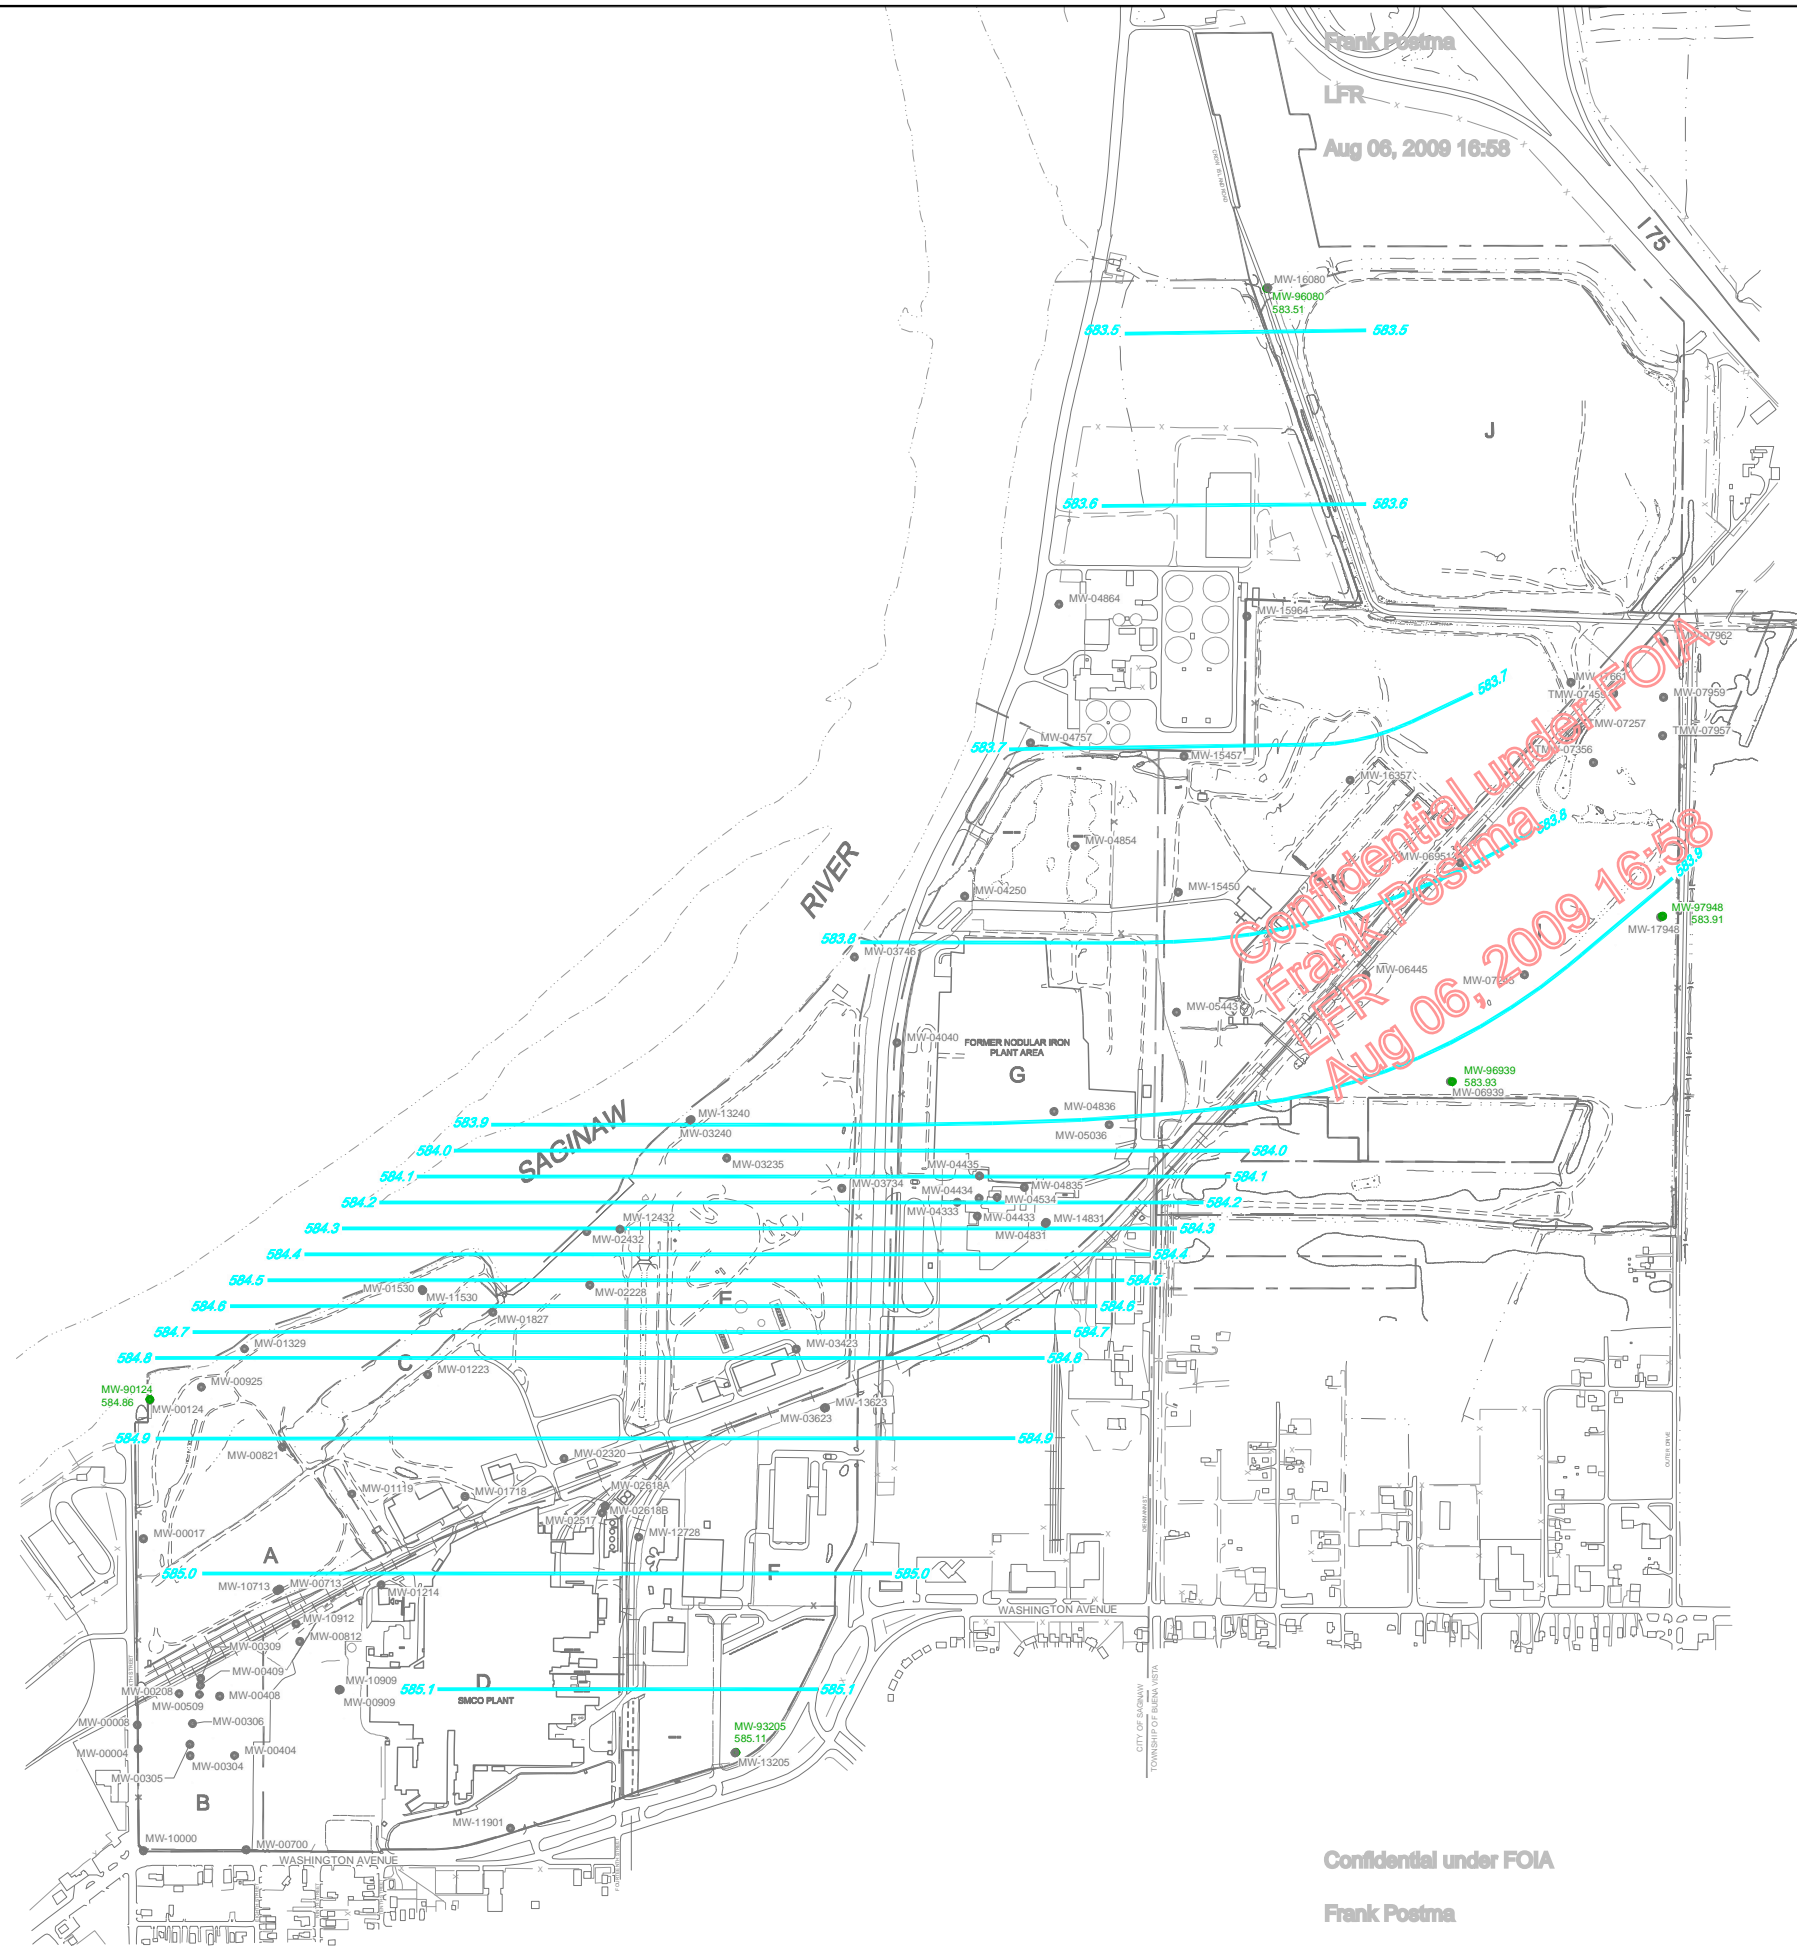 Frank Postma
LFR
Aug 06, 2009 16:58
I 75
CROW ISLAND ROAD
MW-16080
MW-96080
583.51
583.5
583.5
J
583.6
583.6
MW-04864
MW-15964
MW-07962
MW-17661
TMW-07459
MW-07959
583.7
TMW-07257
TMW-07957
583.7
MW-04757
MW-15457
TMW-07356
MW-16357
583.8
MW-04854
MW-06951
583.9
RIVER
MW-04250
MW-15450
H
MW-97948
583.91
MW-17948
583.8
MW-03746
MW-06445
Confidential under FOIA
Frank Postma
LFR
Aug 06, 2009 16:58
MW-05443
MW-04040
FORMER NODULAR IRON
PLANT AREA
G
MW-96939
583.93
MW-06939
SAGINAW
583.9
MW-13240
MW-03240
MW-04836
MW-05036
584.0
584.0
MW-03235
MW-04435
584.1
584.1
MW-03734
MW-04434
MW-04835
MW-04534
584.2
584.2
MW-04333
MW-04433
MW-14831
MW-04831
584.3
584.3
MW-12432
MW-02432
584.4
584.4
584.5
584.5
MW-01530
MW-11530
MW-02228
E
584.6
584.6
MW-01827
584.7
584.7
MW-01329
MW-03423
584.8
584.8
C
MW-01223
MW-90124
584.86
MW-00124
MW-00925
MW-13623
MW-03623
584.9
584.9
MW-00821
MW-02320
OUTER DRIVE
MW-01119
MW-01718
MW-02618A
MW-02618B
MW-02517
MW-12728
MW-00017
A
F
585.0
585.0
MW-10713
MW-00713
MW-01214
WASHINGTON AVENUE
MW-10912
MW-00812
MW-00309
MW-00409
MW-00208
MW-00509
MW-00408
MW-10909
MW-00909
D
SMCO PLANT
585.1
585.1
CITY OF SAGINAW
TOWNSHIP OF BUENA VISTA
MW-00008
MW-00306
MW-93205
585.11
MW-13205
MW-00004
MW-00404
MW-00304
MW-00305
B
MW-11901
MW-10000
MW-00700
WASHINGTON AVENUE
Confidential under FOIA
Frank Postma